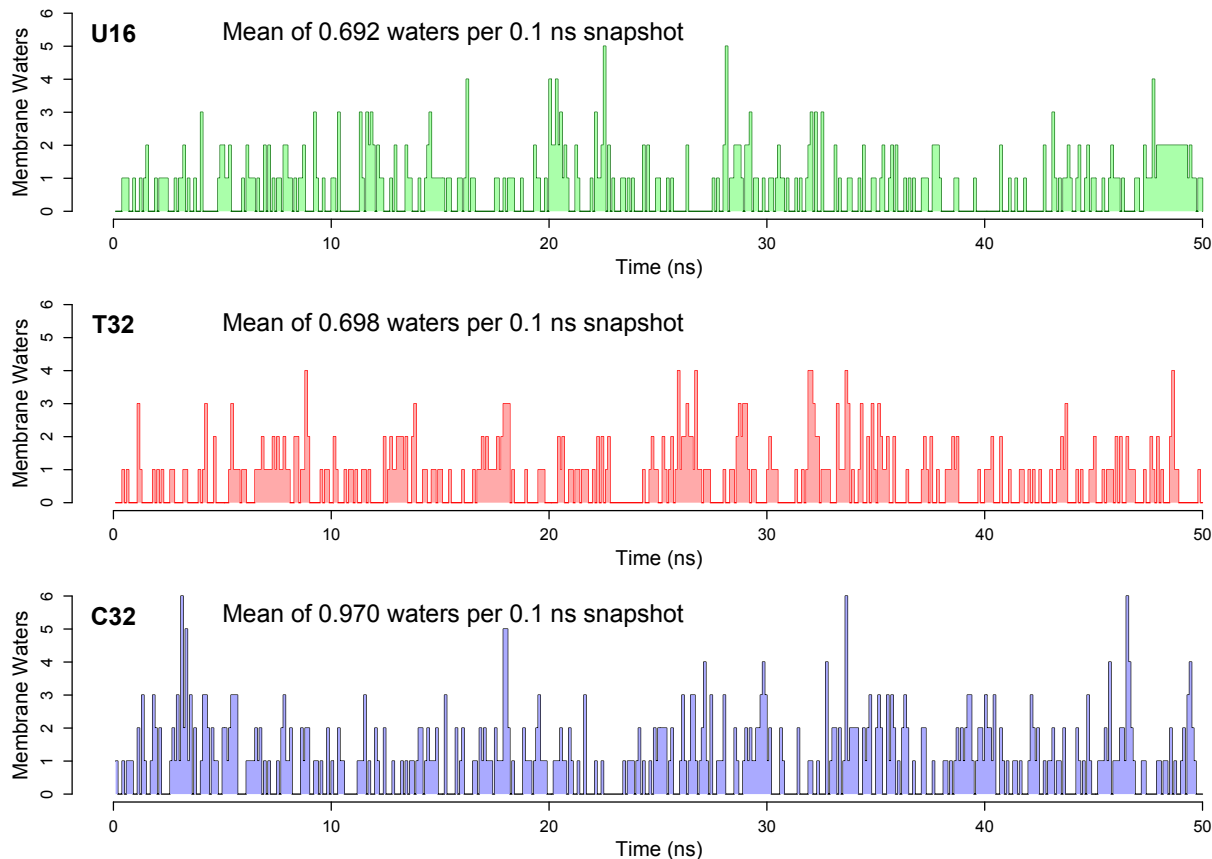 U16 Mean of 0.692 waters per 0.1 ns snapshot
Membrane Waters
6
5
4
3
2
1
0
0 10 20 30 40 50
Time (ns)
T32 Mean of 0.698 waters per 0.1 ns snapshot
Membrane Waters
6
5
4
3
2
1
0
0 10 20 30 40 50
Time (ns)
C32 Mean of 0.970 waters per 0.1 ns snapshot
Membrane Waters
6
5
4
3
2
1
0
0 10 20 30 40 50
Time (ns)